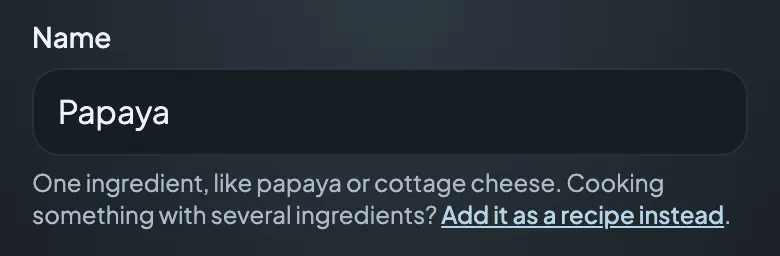 Name
Papaya
One ingredient, like papaya or cottage cheese. Cooking
something with several ingredients? Add it as a recipe instead.